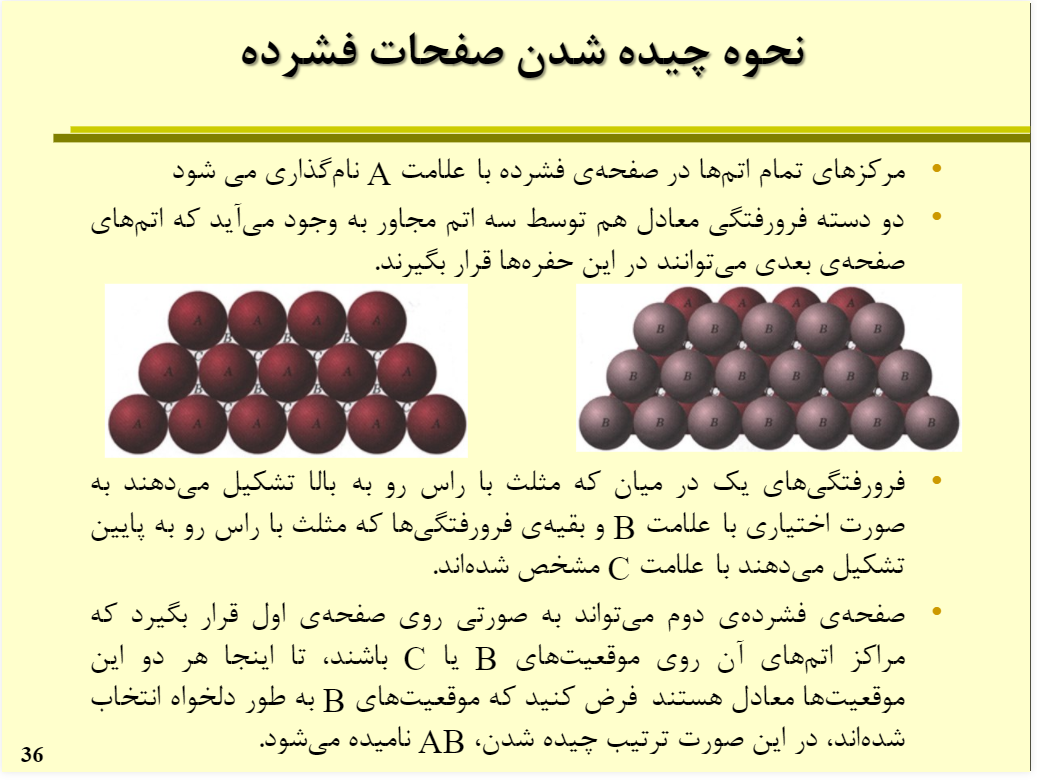 نحوه چیده شدن صفحات فشرده
• مرکزهای تمام اتم‌ها در صفحه‌ی فشرده با علامت A نام‌گذاری می شود
• دو دسته فرورفتگی معادل هم توسط سه اتم مجاور به وجود می‌آید که اتم‌های
صفحه‌ی بعدی می‌توانند در این حفره‌ها قرار بگیرند.
A A A A
B B B
C C C
A A A A A
A A A A A A
A A A A
B B B B B
B B B B B B
B B B B B B B
• فرورفتگی‌های یک در میان که مثلث با راس رو به بالا تشکیل می‌دهند به
صورت اختیاری با علامت B و بقیه‌ی فرورفتگی‌ها که مثلث با راس رو به پایین
تشکیل می‌دهند با علامت C مشخص شده‌اند.
• صفحه‌ی فشرده‌ی دوم می‌تواند به صورتی روی صفحه‌ی اول قرار بگیرد که
مراکز اتم‌های آن روی موقعیت‌های B یا C باشند، تا اینجا هر دو این
موقعیت‌ها معادل هستند فرض کنید که موقعیت‌های B به طور دلخواه انتخاب
شده‌اند، در این صورت ترتیب چیده شدن، AB نامیده می‌شود.
36